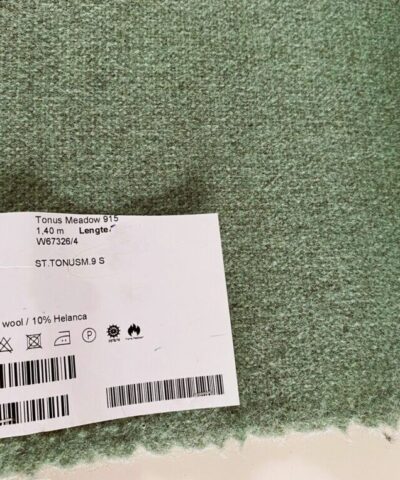 Tonus Meadow 915
1,40 m Lengte
W67326/4
ST.TONUSM.9 S
wool / 10% Helanca
P